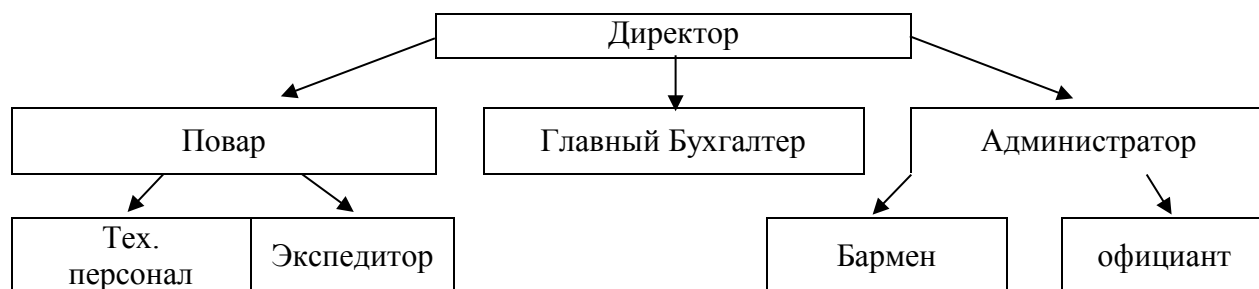 Директор
Повар
Главный Бухгалтер
Администратор
Тех.
персонал
Экспедитор
Бармен
официант